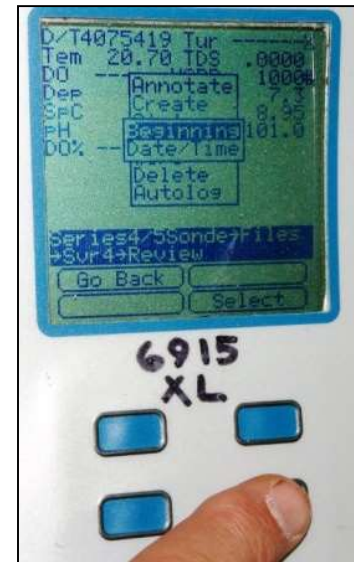 D/T4075419 Tur -----
Tem 20.70 TDS .0000
DO 1000
Dep Annotate 7.3
SpC Create 8.95
pH Beginning 101.0
DO% -- Date/Time
Delete
Autolog
Series4/5Sonde→Files
→Svr4→Review
Go Back
Select
6915
XL